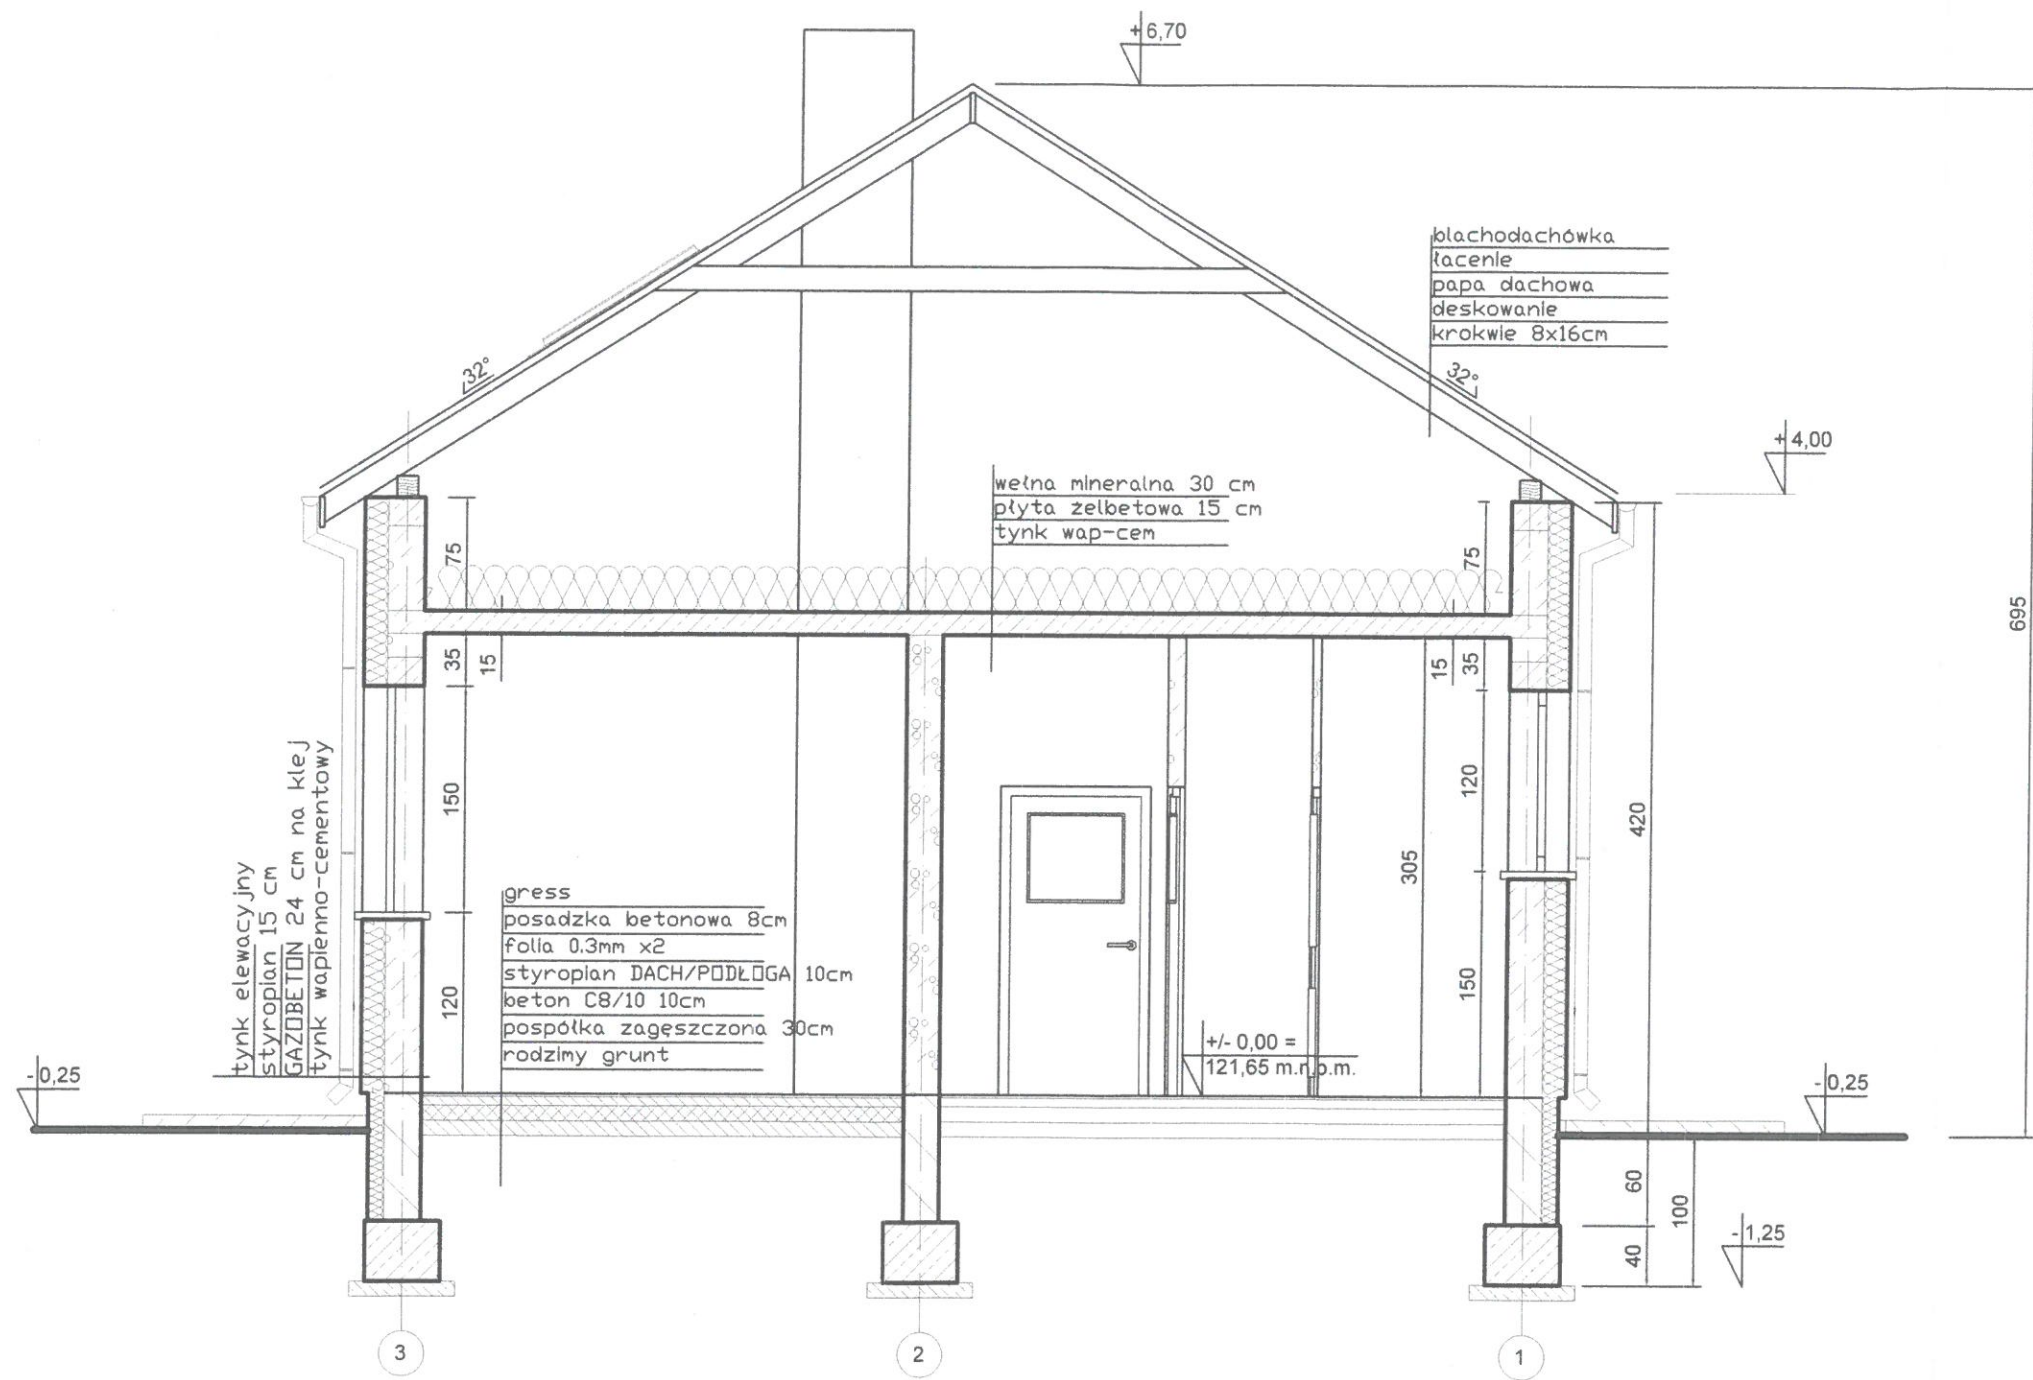 +6,70
blachodachówka
łacenie
papa dachowa
deskowanie
krokwie 8x16cm
32°
32°
+4,00
wełna mineralna 30 cm
płyta żelbetowa 15 cm
tynk wap-cem
75
75
695
35
15
15
35
150
120
420
305
tynk elewacyjny
styropian 15 cm
GAZOBETON 24 cm na klej
tynk wapienno-cementowy
gress
posadzka betonowa 8cm
folia 0.3mm x2
styropian DACH/PODŁOGA 10cm
beton C8/10 10cm
pospółka zagęszczona 30cm
rodzimy grunt
120
150
+/- 0,00 =
121,65 m.n.p.m.
-0,25
-0,25
60
100
40
-1,25
3
2
1